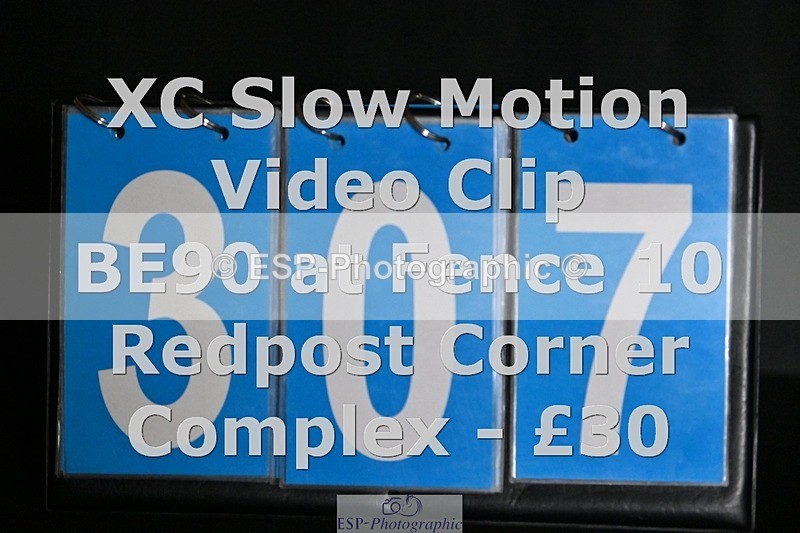 XC Slow Motion
Video Clip
BE90 at Fence 10
Redpost Corner
Complex - £30
307
© ESP-Photographic ©
ESP-Photographic